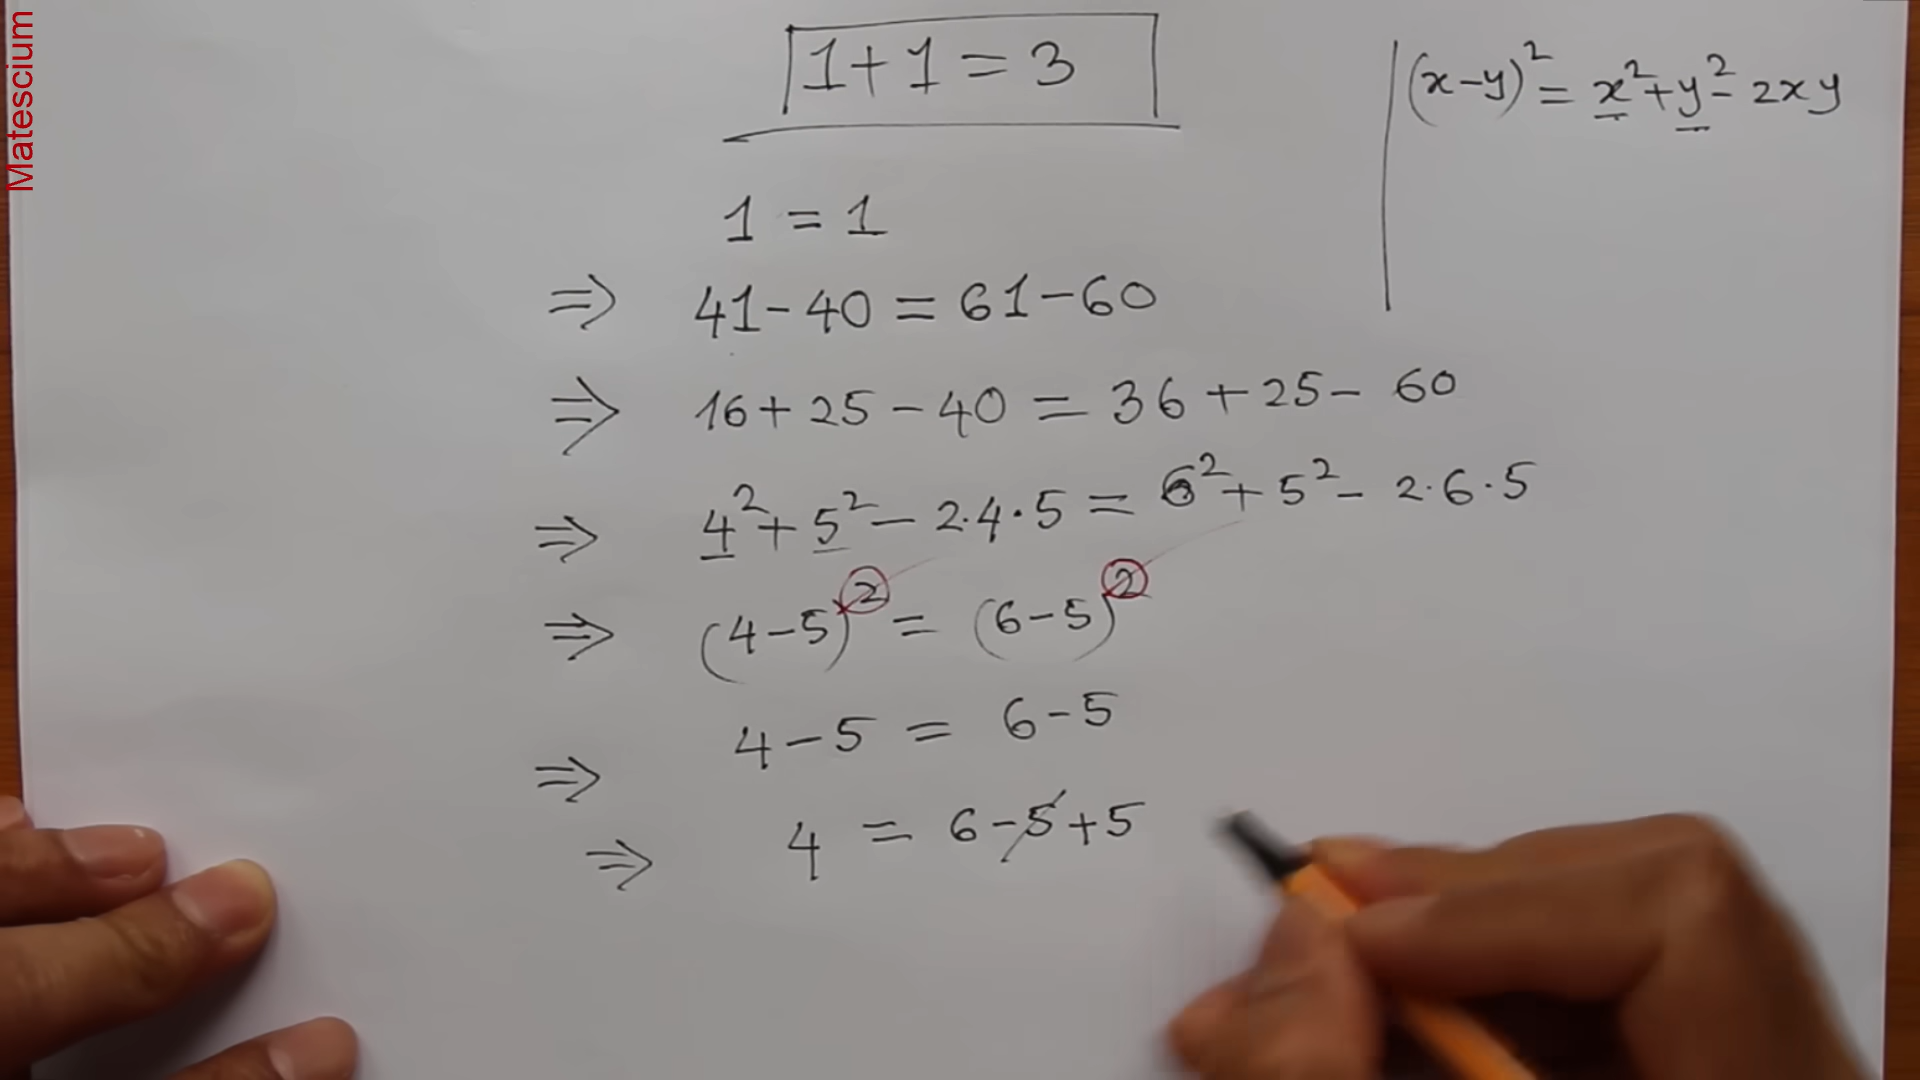 Matescium
1+1=3
(x-y)²= x²+y²-2xy
1 = 1
⇒ 41-40 = 61-60
⇒ 16+25-40 = 36+25-60
⇒ 4²+5²-2·4·5 = 6²+5²-2·6·5
⇒ (4-5)² = (6-5)²
⇒ 4-5 = 6-5
⇒ 4 = 6-5+5